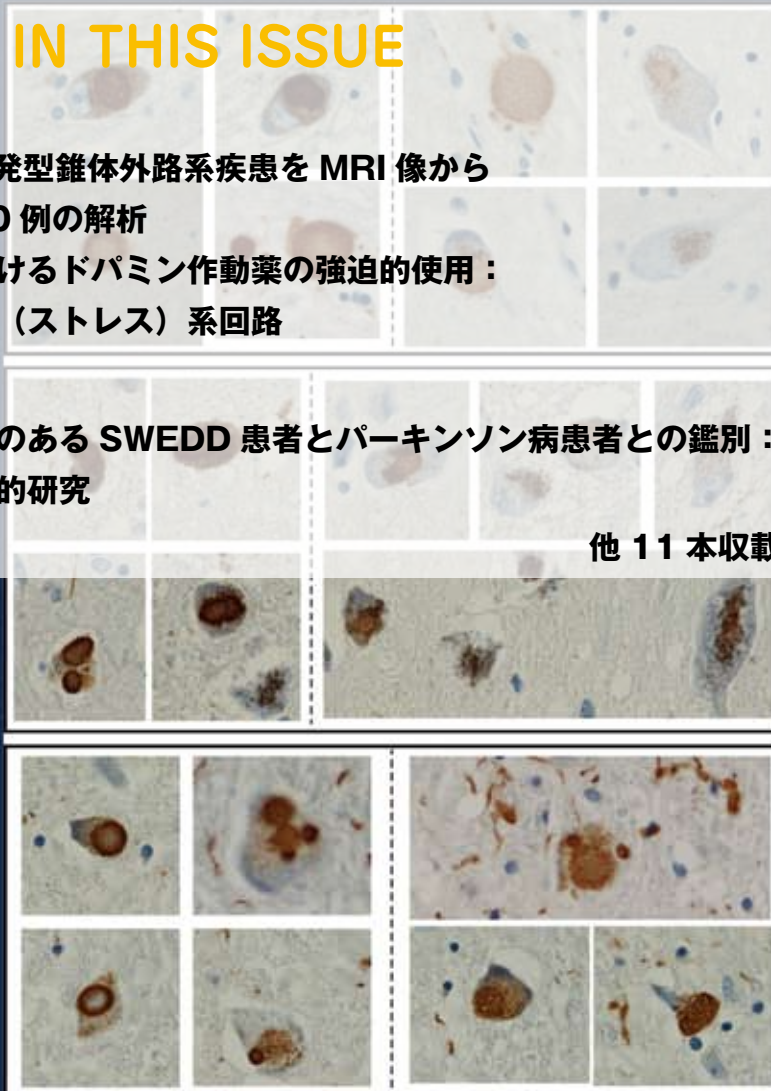 IN THIS ISSUE
発型錐体外路系疾患を MRI 像から
例の解析
けるドパミン作動薬の強迫的使用：
（ストレス）系回路
のある SWEDD 患者とパーキンソン病患者との鑑別：
的研究
他 11 本収載